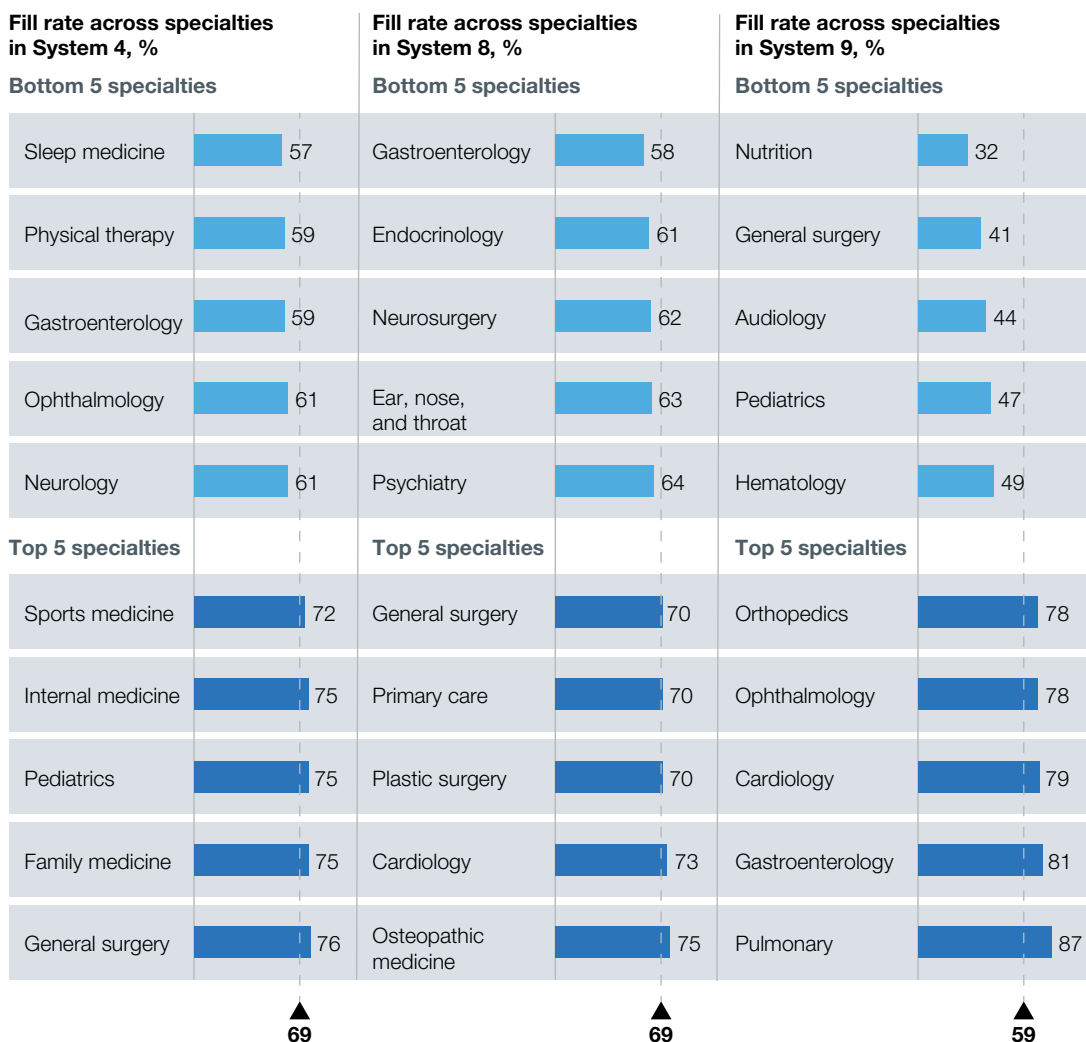 Fill rate across specialties
in System 4, %
Bottom 5 specialties
Sleep medicine 57
Physical therapy 59
Gastroenterology 59
Ophthalmology 61
Neurology 61
Top 5 specialties
Sports medicine 72
Internal medicine 75
Pediatrics 75
Family medicine 75
General surgery 76
69
Fill rate across specialties
in System 8, %
Bottom 5 specialties
Gastroenterology 58
Endocrinology 61
Neurosurgery 62
Ear, nose,
and throat 63
Psychiatry 64
Top 5 specialties
General surgery 70
Primary care 70
Plastic surgery 70
Cardiology 73
Osteopathic
medicine 75
69
Fill rate across specialties
in System 9, %
Bottom 5 specialties
Nutrition 32
General surgery 41
Audiology 44
Pediatrics 47
Hematology 49
Top 5 specialties
Orthopedics 78
Ophthalmology 78
Cardiology 79
Gastroenterology 81
Pulmonary 87
59